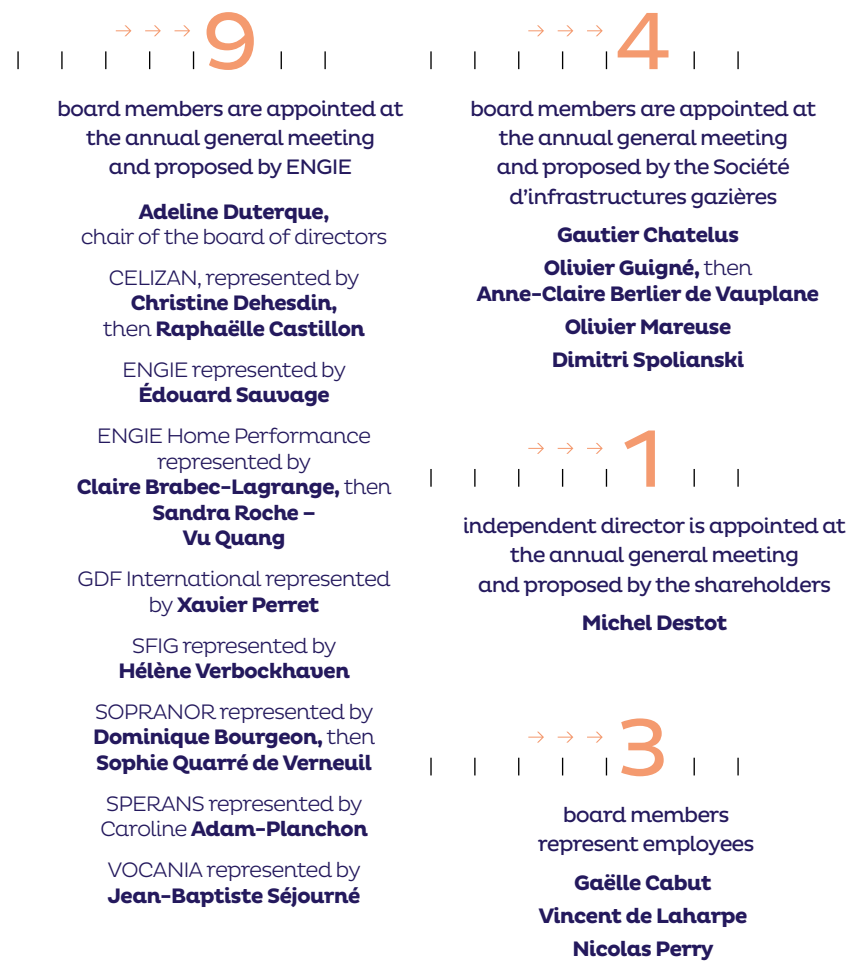 → → → 9
board members are appointed at
the annual general meeting
and proposed by ENGIE
Adeline Duterque,
chair of the board of directors
CELIZAN, represented by
Christine Dehesdin,
then Raphaëlle Castillon
ENGIE represented by
Édouard Sauvage
ENGIE Home Performance
represented by
Claire Brabec-Lagrange, then
Sandra Roche –
Vu Quang
GDF International represented
by Xavier Perret
SFIG represented by
Hélène Verbockhaven
SOPRANOR represented by
Dominique Bourgeon, then
Sophie Quarré de Verneuil
SPERANS represented by
Caroline Adam-Planchon
VOCANIA represented by
Jean-Baptiste Séjourné
→ → → 4
board members are appointed at
the annual general meeting
and proposed by the Société
d'infrastructures gazières
Gautier Chatelus
Olivier Guigné, then
Anne-Claire Berlier de Vauplane
Olivier Mareuse
Dimitri Spolianski
→ → → 1
independent director is appointed at
the annual general meeting
and proposed by the shareholders
Michel Destot
→ → → 3
board members
represent employees
Gaëlle Cabut
Vincent de Laharpe
Nicolas Perry